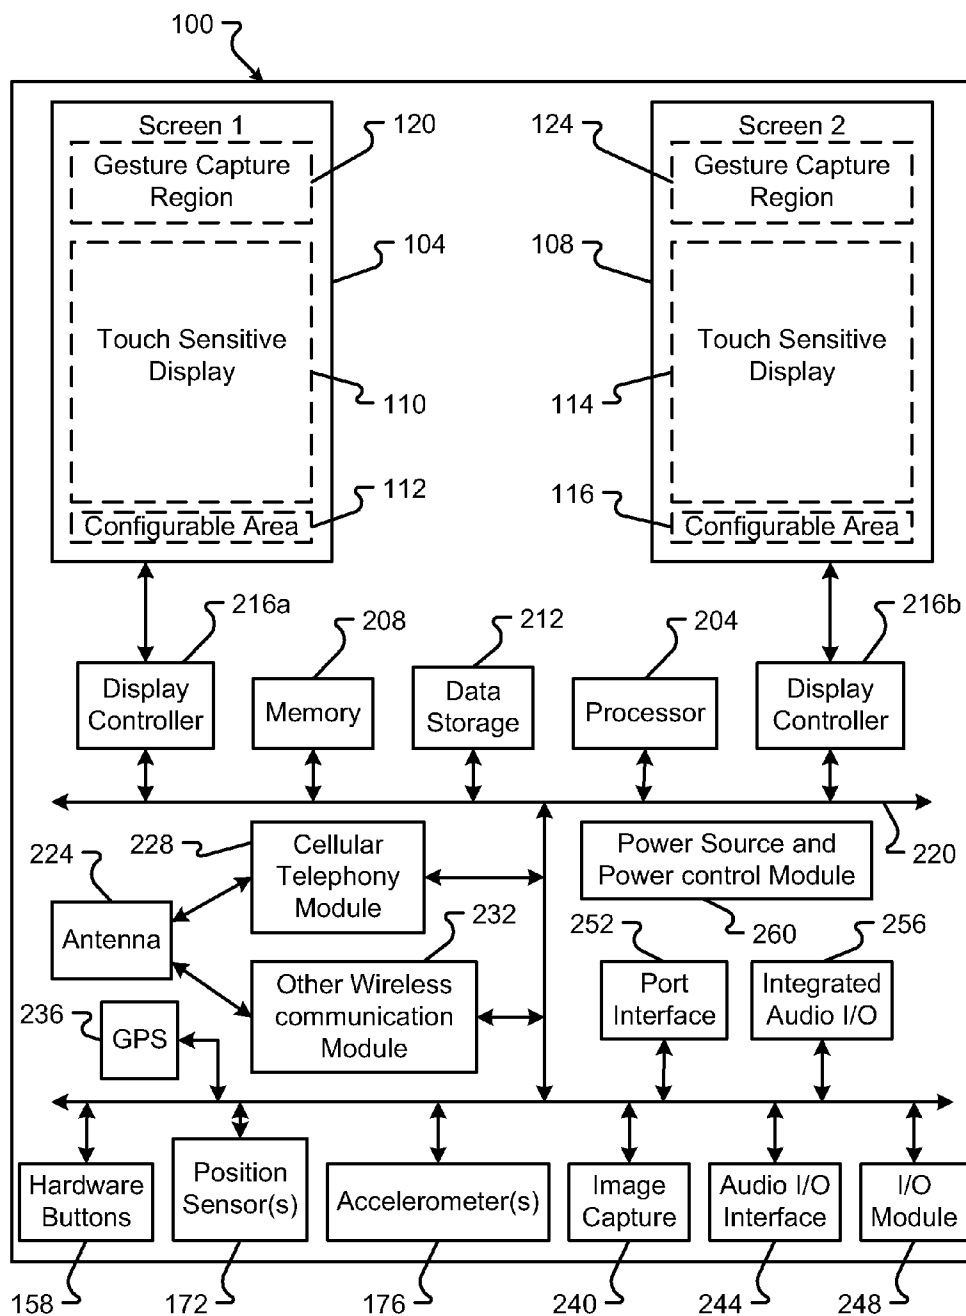 100
Screen 1
120
124
Screen 2
Gesture Capture
Region
Gesture Capture
Region
104
108
Touch Sensitive
Display
Touch Sensitive
Display
110
114
112
116
Configurable Area
Configurable Area
216a
208
212
204
216b
Display
Controller
Memory
Data
Storage
Processor
Display
Controller
228
Cellular
Telephony
Module
Power Source and
Power control Module
220
224
Antenna
232
252
260
256
Other Wireless
communication
Module
Port
Interface
Integrated
Audio I/O
236
GPS
Hardware
Buttons
Position
Sensor(s)
Accelerometer(s)
Image
Capture
Audio I/O
Interface
I/O
Module
158
172
176
240
244
248